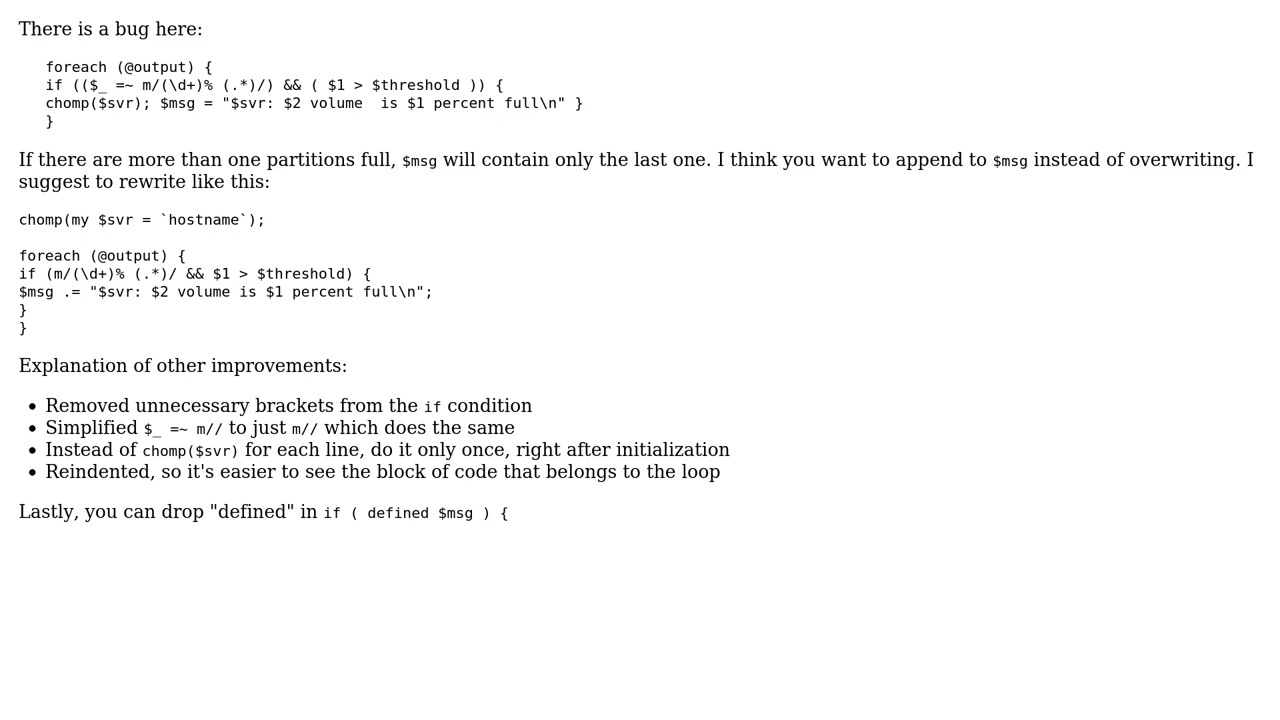 There is a bug here:
foreach (@output) {
if (($_ =~ m/(\d+)% (.*)/) && ( $1 > $threshold )) {
chomp($svr); $msg = "$svr: $2 volume  is $1 percent full\n" }
}
If there are more than one partitions full, $msg will contain only the last one. I think you want to append to $msg instead of overwriting. I
suggest to rewrite like this:
chomp(my $svr = `hostname`);
foreach (@output) {
if (m/(\d+)% (.*)/ && $1 > $threshold) {
$msg .= "$svr: $2 volume is $1 percent full\n";
}
}
Explanation of other improvements:
• Removed unnecessary brackets from the if condition
• Simplified $_ =~ m// to just m// which does the same
• Instead of chomp($svr) for each line, do it only once, right after initialization
• Reindented, so it's easier to see the block of code that belongs to the loop
Lastly, you can drop "defined" in if ( defined $msg ) {